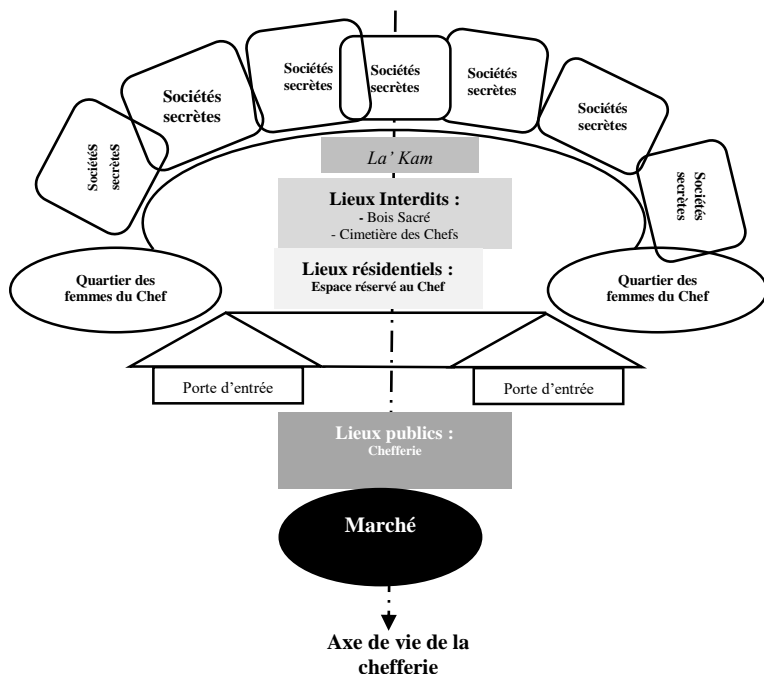 Sociétés
secrètes
Sociétés
secrètes
Sociétés
secrètes
Sociétés
secrètes
Sociétés
secrètes
Sociétés
secrètes
Sociétés
secrètes
La’ Kam
Lieux Interdits :
- Bois Sacré
- Cimetière des Chefs
Quartier des
femmes du Chef
Lieux résidentiels :
Espace réservé au Chef
Quartier des
femmes du Chef
Porte d’entrée
Porte d’entrée
Lieux publics :
Chefferie
Marché
Axe de vie de la
chefferie